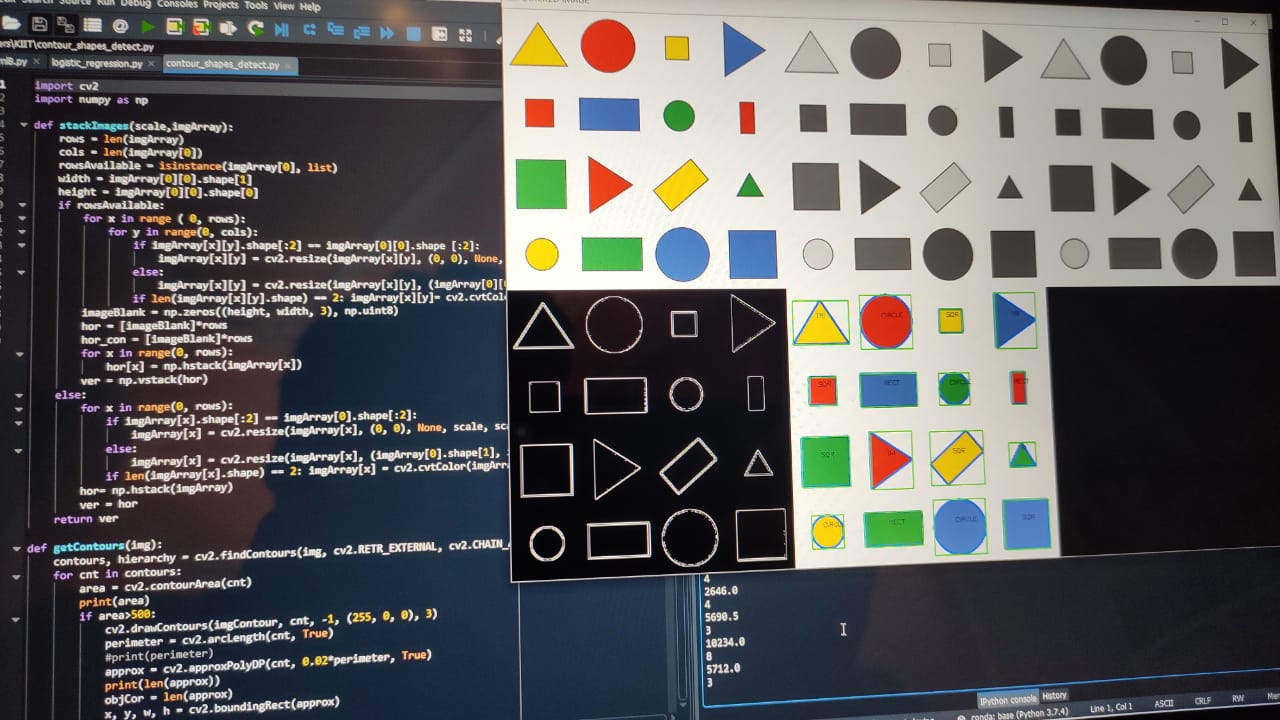 Search Source Run Debug Consoles Projects Tools View Help
ers\KIIT\contour_shapes_detect.py
ml8.py × logistic_regression.py × contour_shapes_detect.py ×
1 import cv2
2 import numpy as np
3
4 def stackImages(scale,imgArray):
rows = len(imgArray)
cols = len(imgArray[0])
rowsAvailable = isinstance(imgArray[0], list)
width = imgArray[0][0].shape[1]
height = imgArray[0][0].shape[0]
if rowsAvailable:
for x in range ( 0, rows):
for y in range(0, cols):
if imgArray[x][y].shape[:2] == imgArray[0][0].shape [:2]:
imgArray[x][y] = cv2.resize(imgArray[x][y], (0, 0), None,
else:
imgArray[x][y] = cv2.resize(imgArray[x][y], (imgArray[0][
if len(imgArray[x][y].shape) == 2: imgArray[x][y]= cv2.cvtCol
imageBlank = np.zeros((height, width, 3), np.uint8)
hor = [imageBlank]*rows
hor_con = [imageBlank]*rows
for x in range(0, rows):
hor[x] = np.hstack(imgArray[x])
ver = np.vstack(hor)
else:
for x in range(0, rows):
if imgArray[x].shape[:2] == imgArray[0].shape[:2]:
imgArray[x] = cv2.resize(imgArray[x], (0, 0), None, scale, sc
else:
imgArray[x] = cv2.resize(imgArray[x], (imgArray[0].shape[1],
if len(imgArray[x].shape) == 2: imgArray[x] = cv2.cvtColor(imgArr
hor= np.hstack(imgArray)
ver = hor
return ver
def getContours(img):
contours, hierarchy = cv2.findContours(img, cv2.RETR_EXTERNAL, cv2.CHAIN_
for cnt in contours:
area = cv2.contourArea(cnt)
print(area)
if area>500:
cv2.drawContours(imgContour, cnt, -1, (255, 0, 0), 3)
perimeter = cv2.arcLength(cnt, True)
#print(perimeter)
approx = cv2.approxPolyDP(cnt, 0.02*perimeter, True)
print(len(approx))
objCor = len(approx)
x, y, w, h = cv2.boundingRect(approx)
TRI CIRCLE SQR TRI
SQR RECT CIRCLE RECT
SQR TRI SQR
CIRCLE RECT CIRCLE SQR
4
2646.0
4
5690.5
3
10234.0
8
5712.0
3
IPython console History
conda: base (Python 3.7.4) Line 1, Col 1 ASCII CRLF RW